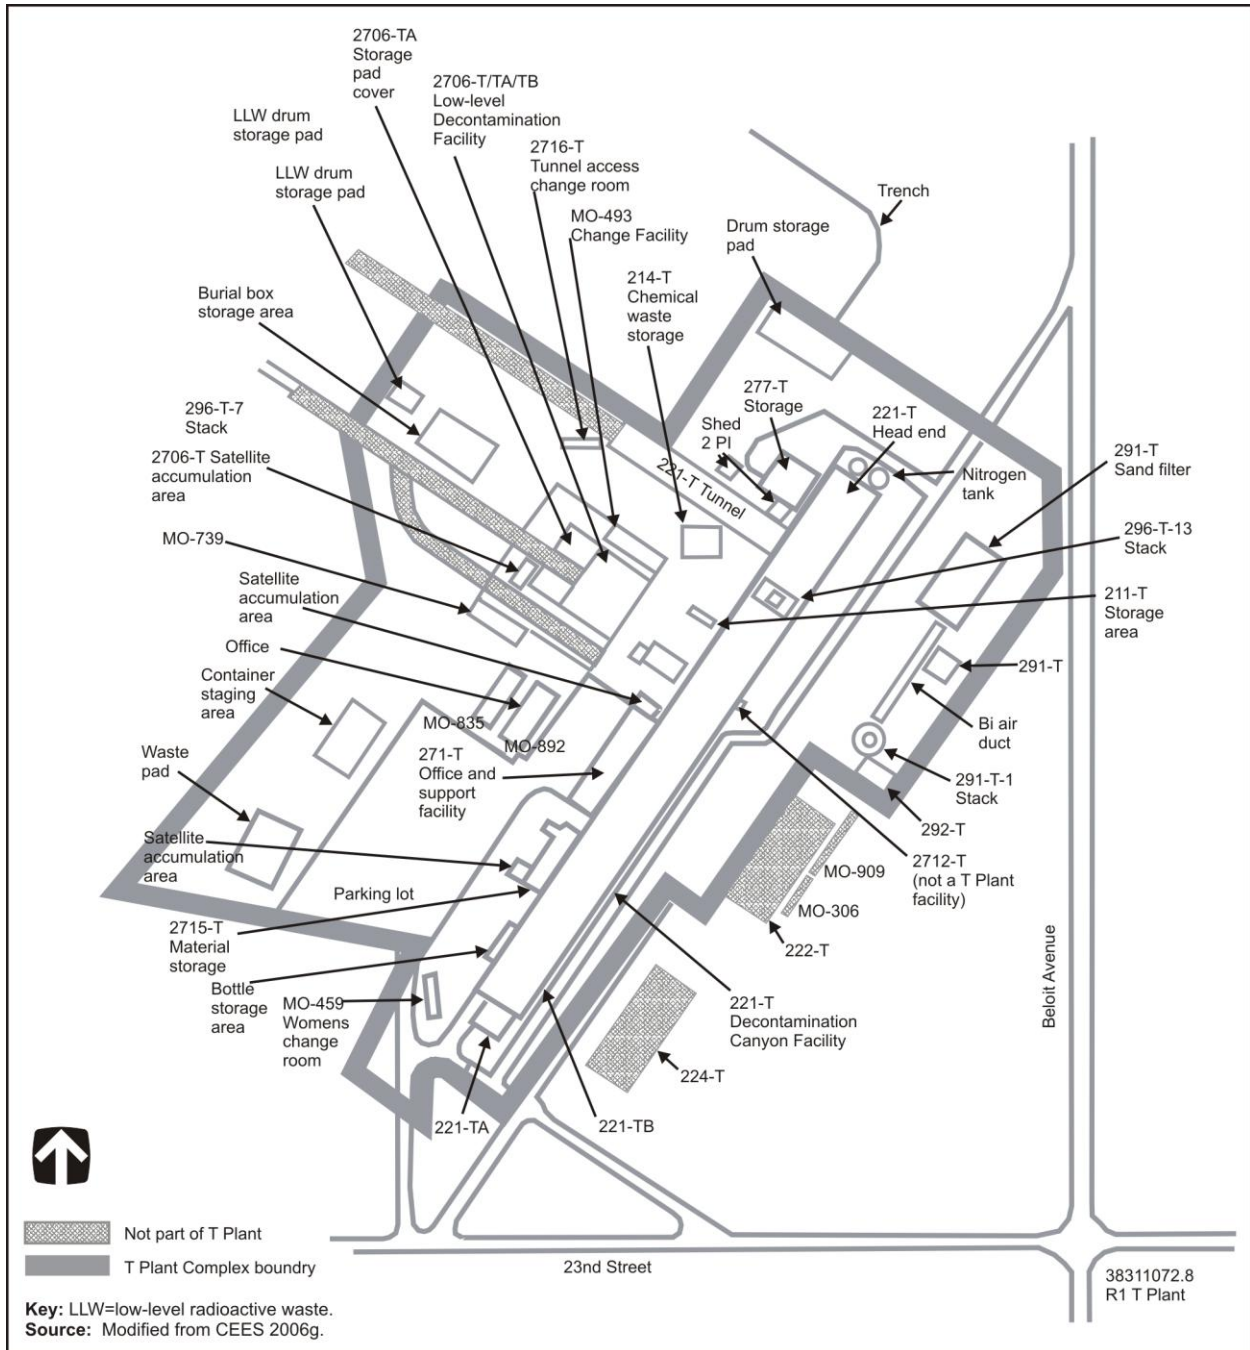 2706-TA
Storage
pad
cover
2706-T/TA/TB
Low-level
Decontamination
Facility
LLW drum
storage pad
LLW drum
storage pad
2716-T
Tunnel access
change room
MO-493
Change Facility
Trench
Drum storage
pad
214-T
Chemical
waste
storage
Burial box
storage area
277-T
Storage
221-T
Head end
296-T-7
Stack
Shed
2 PI
291-T
Sand filter
2706-T Satellite
accumulation
area
221-T Tunnel
Nitrogen
tank
296-T-13
Stack
MO-739
Satellite
accumulation
area
211-T
Storage
area
Office
291-T
Container
staging
area
MO-835
MO-892
Bi air
duct
Waste
pad
271-T
Office and
support
facility
291-T-1
Stack
292-T
Satellite
accumulation
area
MO-909
2712-T
(not a T Plant
facility)
Parking lot
MO-306
2715-T
Material
storage
222-T
Bottle
storage
area
MO-459
Womens
change
room
221-T
Decontamination
Canyon Facility
Beloit Avenue
224-T
221-TA
221-TB
Not part of T Plant
T Plant Complex boundry
23nd Street
38311072.8
R1 T Plant
Key: LLW=low-level radioactive waste.
Source: Modified from CEES 2006g.